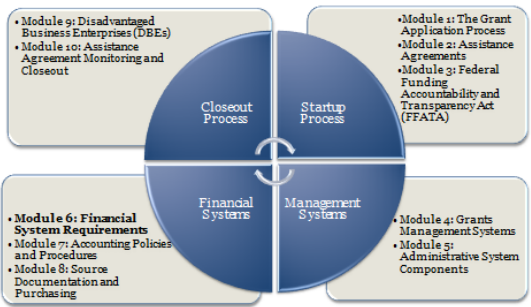 • Module 9: Disadvantaged
Business Enterprises (DBEs)
• Module 10: Assistance
Agreement Monitoring and
Closeout
• Module 1: The Grant
Application Process
• Module 2: Assistance
Agreements
• Module 3: Federal
Funding
Accountability and
Transparency Act
(FFATA)
Closeout
Process
Startup
Process
Financial
Systems
Management
Systems
• Module 6: Financial
System Requirements
• Module 7: Accounting Policies
and Procedures
• Module 8: Source
Documentation and
Purchasing
• Module 4: Grants
Management Systems
• Module 5:
Administrative System
Components